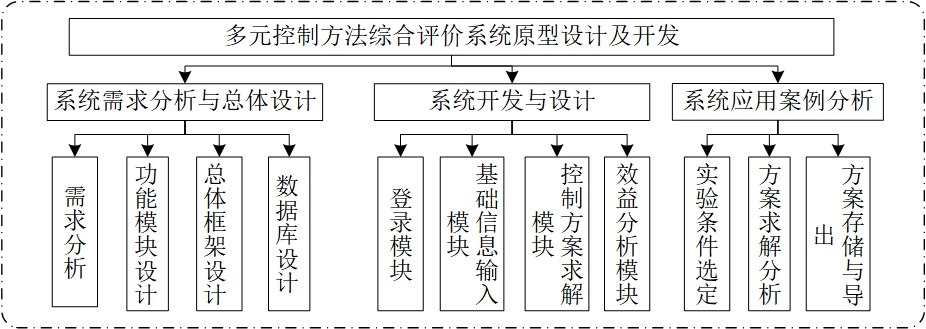 多元控制方法综合评价系统原型设计及开发
系统需求分析与总体设计
系统开发与设计
系统应用案例分析
需求分析
功能模块设计
总体框架设计
数据库设计
登录模块
基础信息输入
模块
控制方案求解
模块
效益分析模块
实验条件选定
方案求解分析
方案存储与导
出